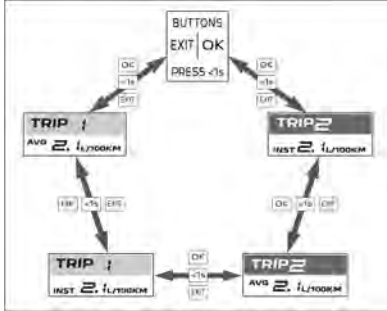 BUTTONS
EXIT OK
PRESS <1s
OK
<1s
EXIT
OK
<1s
EXIT
TRIP 1
AVG 2.1 L/100KM
TRIP 2
INST 2.1 L/100KM
<1s EXIT
OK <1s EXIT
TRIP 1
INST 2.1 L/100KM
OK
<1s
EXIT
TRIP 2
AVG 2.1 L/100KM